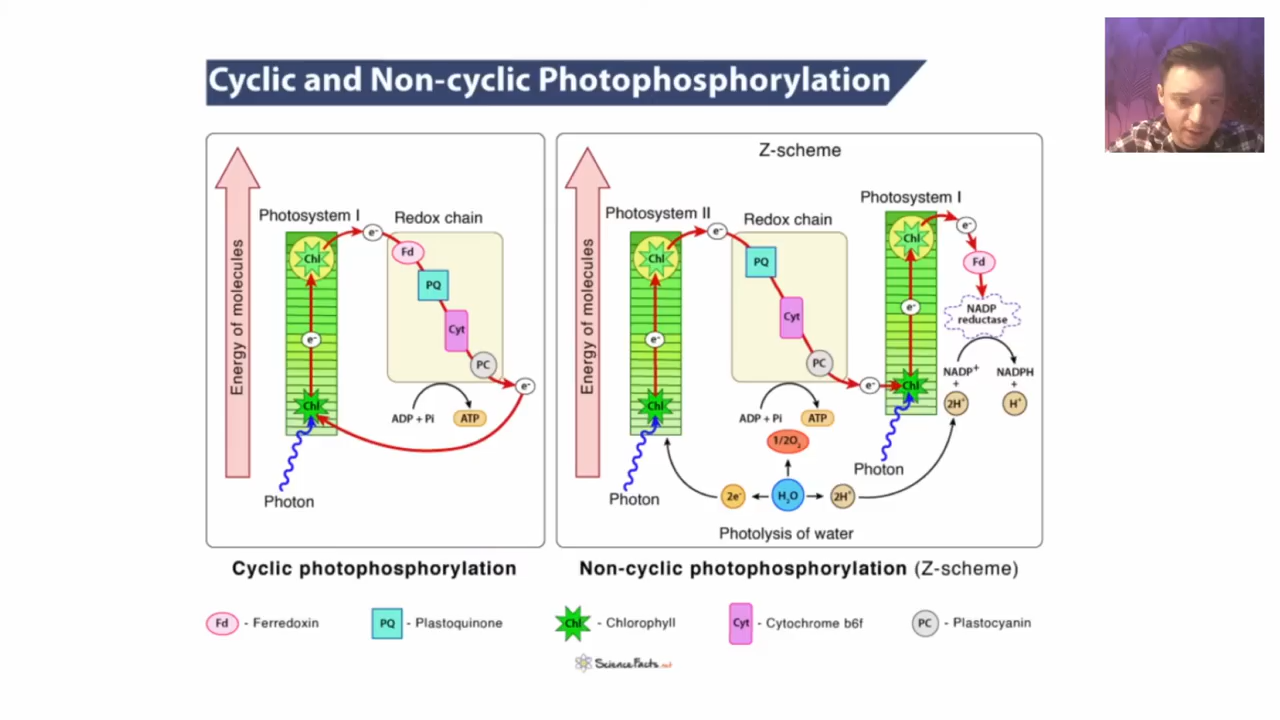 Cyclic and Non-cyclic Photophosphorylation
Energy of molecules
Photosystem I
Redox chain
Chl
e⁻
Fd
PQ
Cyt
PC
e⁻
e⁻
Chl
ADP + Pi
ATP
Photon
Z-scheme
Energy of molecules
Photosystem II
Redox chain
Photosystem I
Chl
e⁻
PQ
Cyt
PC
e⁻
e⁻
Chl
Chl
e⁻
Fd
NADP
reductase
e⁻
Chl
NADP⁺
+
2H⁺
NADPH
+
H⁺
ADP + Pi
ATP
1/2O₂
Photon
Photon
2e⁻
H₂O
2H⁺
Photolysis of water
Cyclic photophosphorylation
Non-cyclic photophosphorylation (Z-scheme)
Fd - Ferredoxin
PQ - Plastoquinone
Chl - Chlorophyll
Cyt - Cytochrome b6f
PC - Plastocyanin
ScienceFacts.net